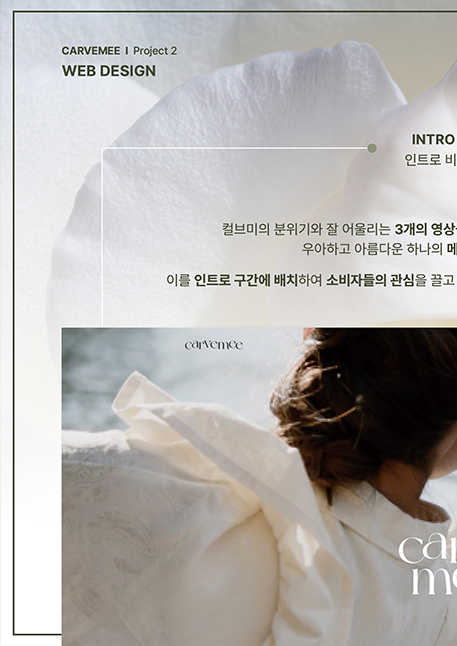 CARVEMEE I Project 2
WEB DESIGN
INTRO
인트로 비
컬브미의 분위기와 잘 어울리는 3개의 영상
우아하고 아름다운 하나의 메
이를 인트로 구간에 배치하여 소비자들의 관심을 끌고
carvemee
car
me